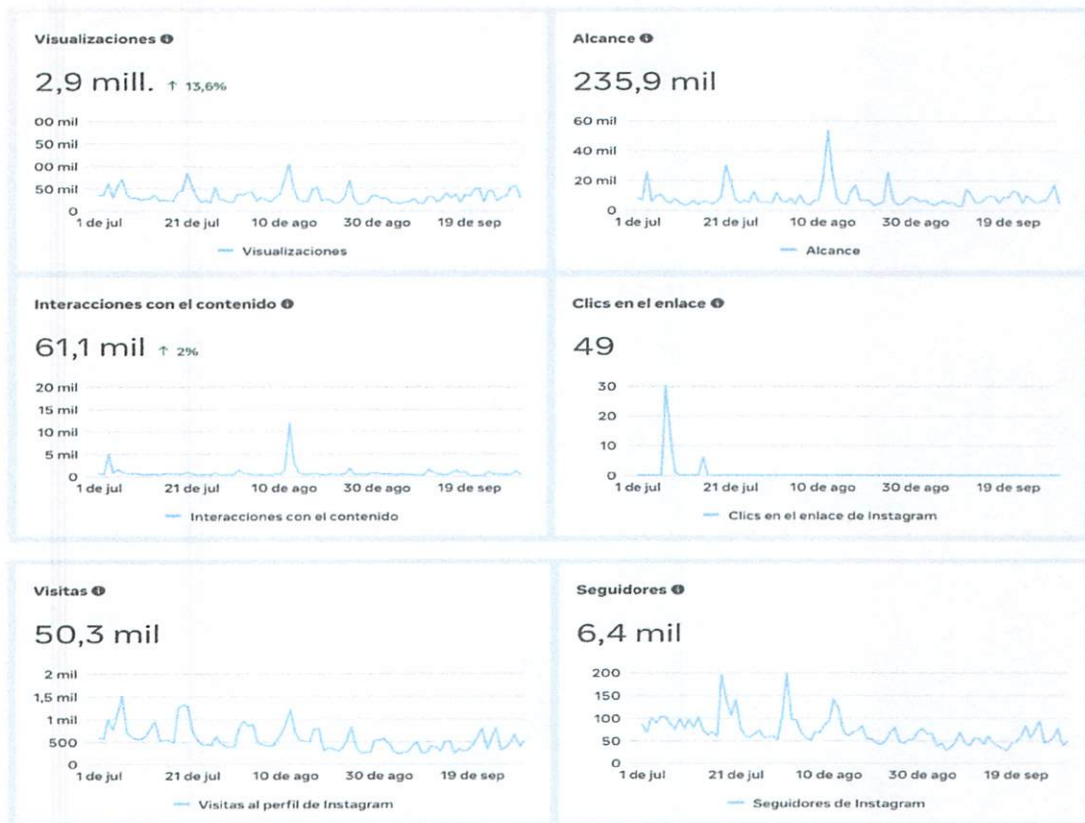 Visualizaciones
2,9 mill. ↑ 13,6%
00 mil
50 mil
00 mil
50 mil
0
1 de jul 21 de jul 10 de ago 30 de ago 19 de sep
Visualizaciones
Alcance
235,9 mil
60 mil
40 mil
20 mil
0
1 de jul 21 de jul 10 de ago 30 de ago 19 de sep
Alcance
Interacciones con el contenido
61,1 mil ↑ 2%
20 mil
15 mil
10 mil
5 mil
0
1 de jul 21 de jul 10 de ago 30 de ago 19 de sep
Interacciones con el contenido
Clics en el enlace
49
30
20
10
0
1 de jul 21 de jul 10 de ago 30 de ago 19 de sep
Clics en el enlace de Instagram
Visitas
50,3 mil
2 mil
1,5 mil
1 mil
500
0
1 de jul 21 de jul 10 de ago 30 de ago 19 de sep
Visitas al perfil de Instagram
Seguidores
6,4 mil
200
150
100
50
0
1 de jul 21 de jul 10 de ago 30 de ago 19 de sep
Seguidores de Instagram